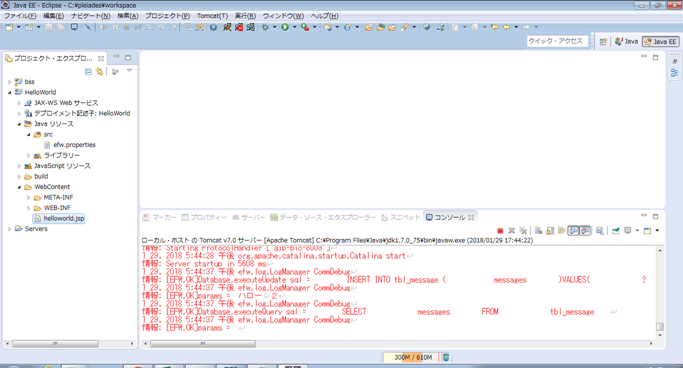 Java EE - Eclipse - C:¥pleiades¥workspace
ファイル(F) 編集(E) ナビゲート(N) 検索(A) プロジェクト(P) Tomcat(T) 実行(R) ウィンドウ(W) ヘルプ(H)
クイック・アクセス
Java Java EE
プロジェクト・エクスプロ...
bss
HelloWorld
JAX-WS Web サービス
デプロイメント記述子: HelloWorld
Java リソース
src
efw.properties
ライブラリー
JavaScript リソース
build
WebContent
META-INF
WEB-INF
helloworld.jsp
Servers
マーカー プロパティー サーバー データ・ソース・エクスプローラー スニペット コンソール
ローカル・ホスト の Tomcat v7.0 サーバー [Apache Tomcat] C:¥Program Files¥Java¥jdk1.7.0_75¥bin¥javaw.exe (2018/01/29 17:44:22)
情報: Starting ProtocolHandler ["ajp-bio-8009"]
1 29, 2018 5:44:28 午後 org.apache.catalina.startup.Catalina start
情報: Server startup in 5608 ms
1 29, 2018 5:44:37 午後 efw.log.LogManager CommDebug
情報: [EFW.OK]Database.executeUpdate sql = INSERT INTO tbl_message ( messages )VALUES( ?
1 29, 2018 5:44:37 午後 efw.log.LogManager CommDebug
情報: [EFW.OK]params = ハロー 2
1 29, 2018 5:44:37 午後 efw.log.LogManager CommDebug
情報: [EFW.OK]Database.executeQuery sql = SELECT messages FROM tbl_message
1 29, 2018 5:44:37 午後 efw.log.LogManager CommDebug
情報: [EFW.OK]params =
300M / 610M